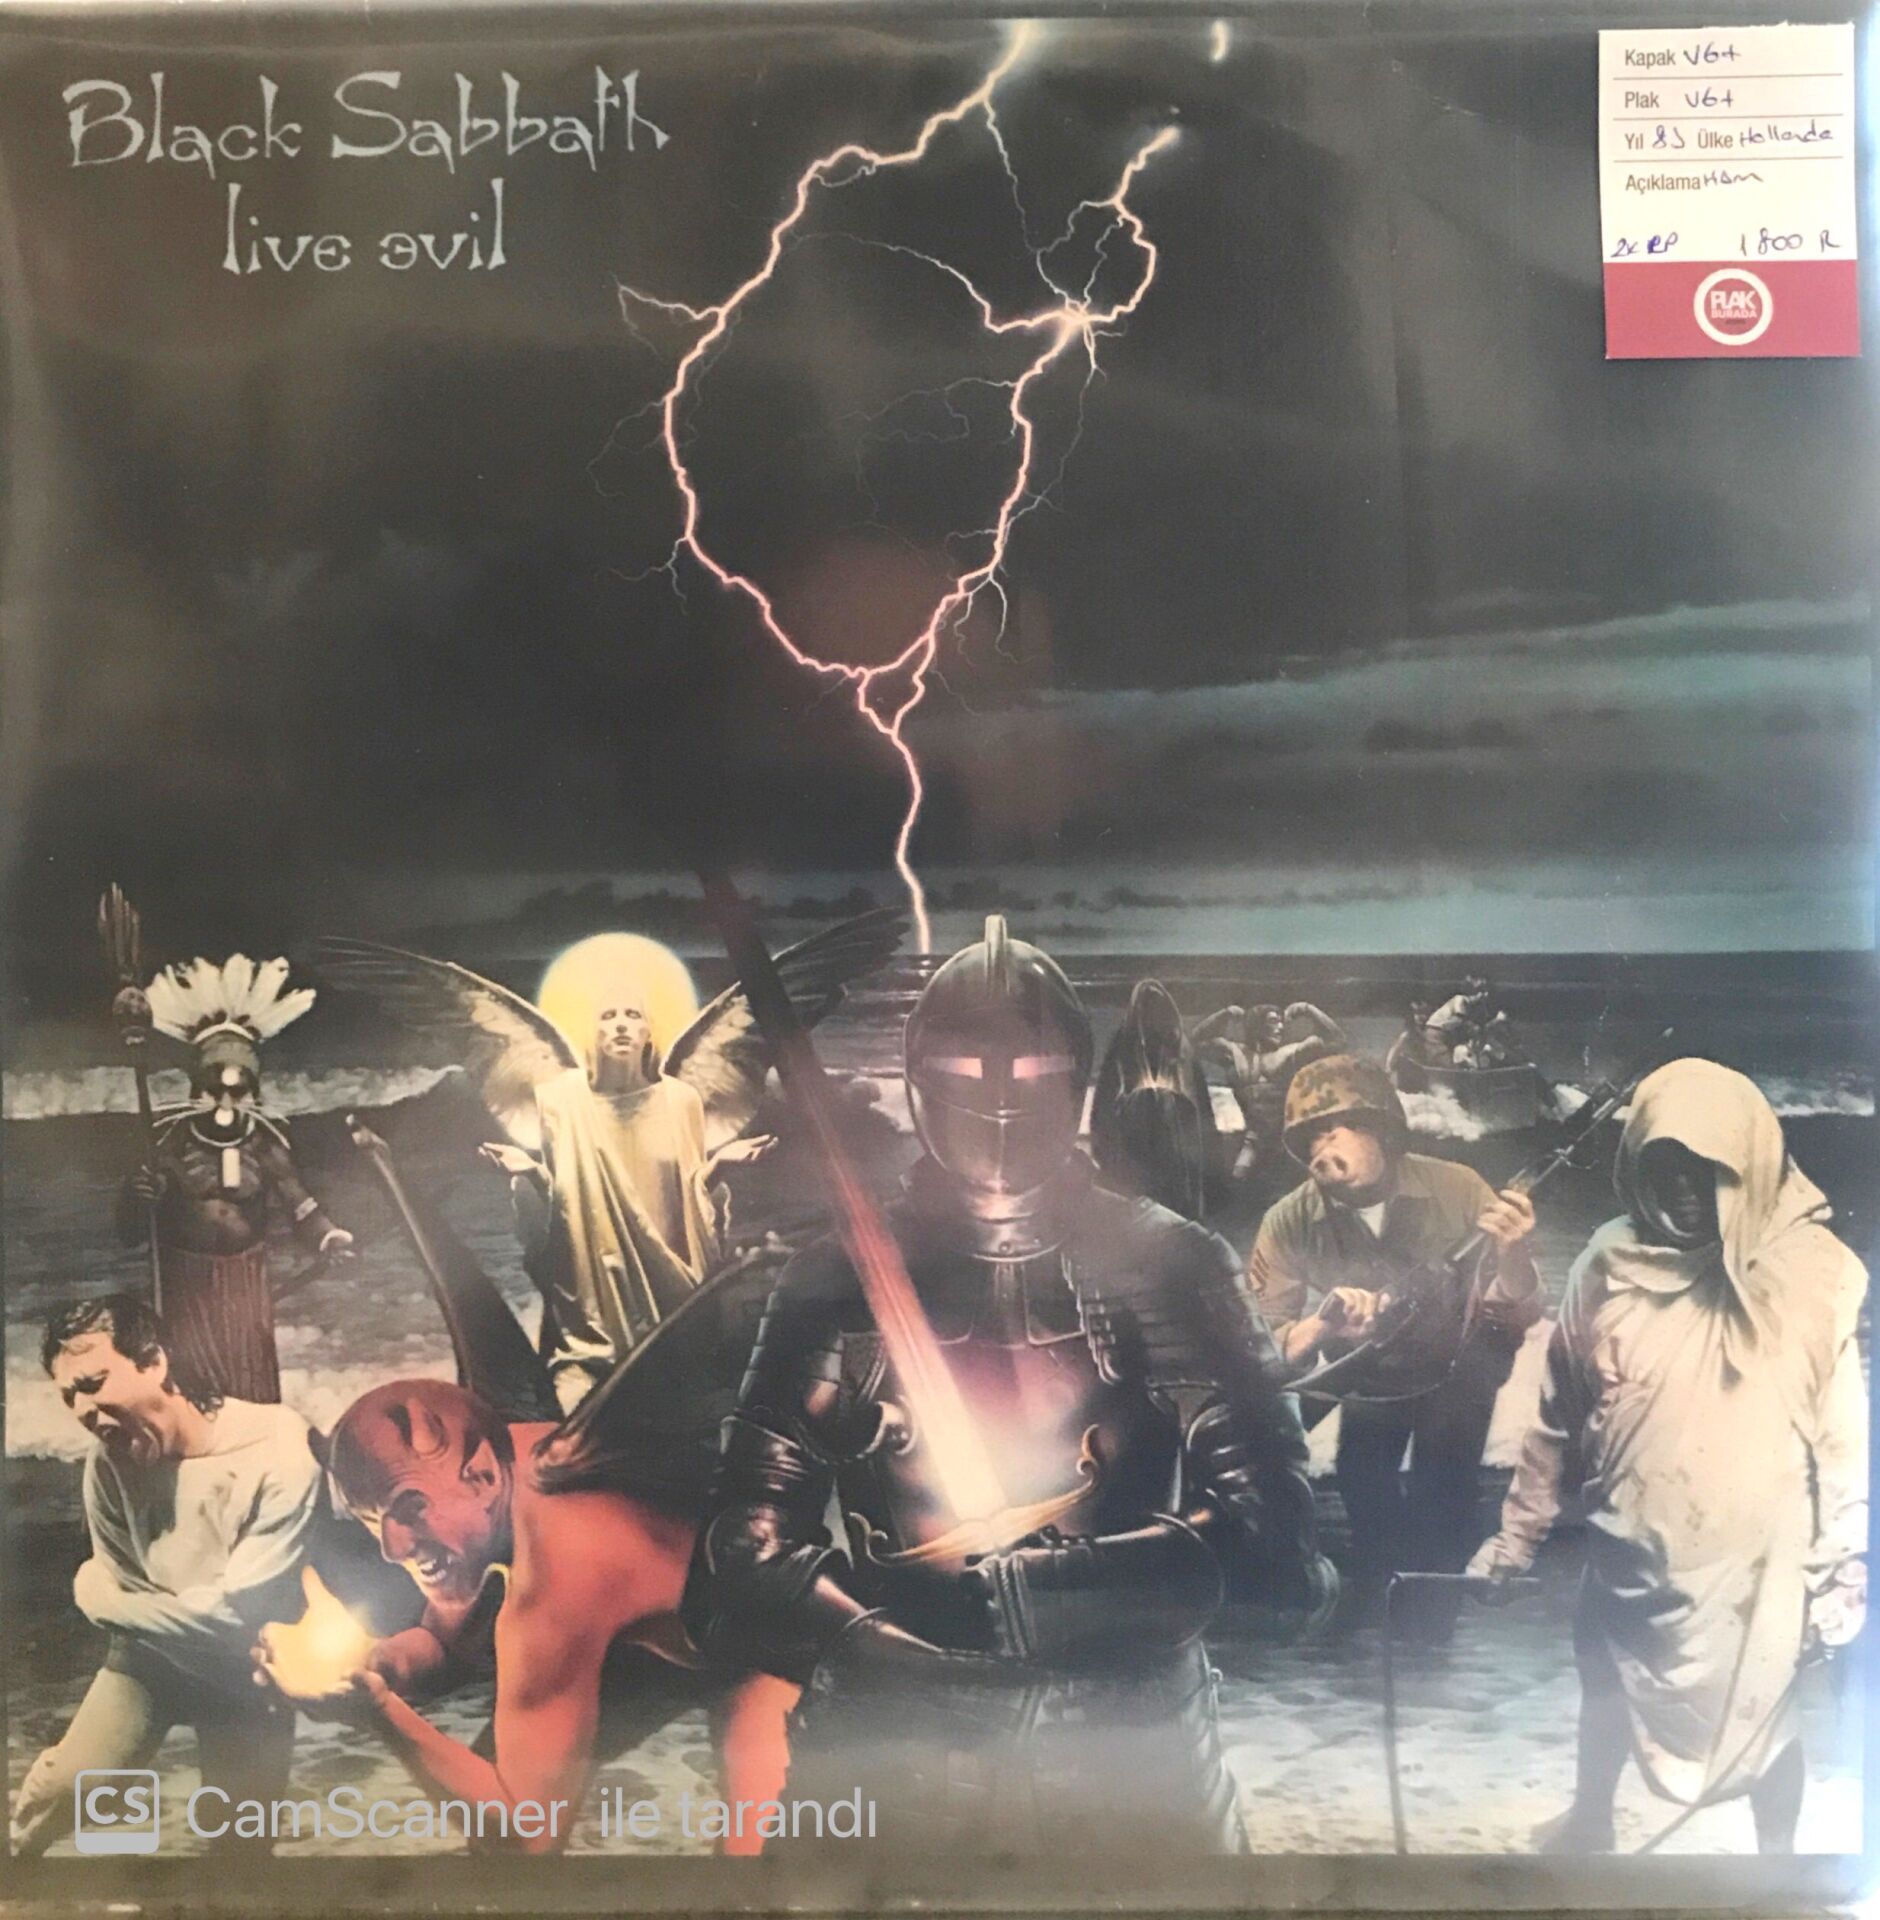 Black Sabbath
live evil
Kapak VG+
Plak VG+
Yıl 83 Ülke Hollanda
Açıklama
2x LP 1800
PLAK
BURADA
CS CamScanner ile tarandı